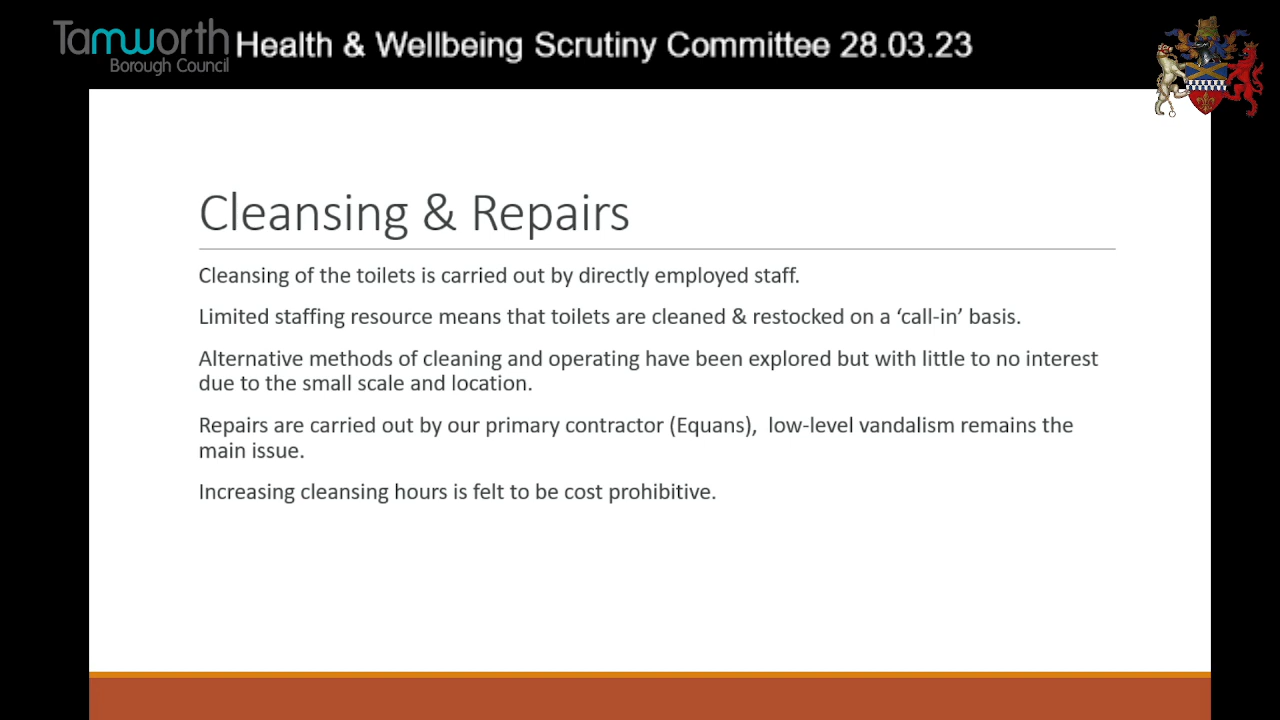 Tamworth
Borough Council
Health & Wellbeing Scrutiny Committee 28.03.23
Cleansing & Repairs
Cleansing of the toilets is carried out by directly employed staff.
Limited staffing resource means that toilets are cleaned & restocked on a ‘call-in’ basis.
Alternative methods of cleaning and operating have been explored but with little to no interest
due to the small scale and location.
Repairs are carried out by our primary contractor (Equans),  low-level vandalism remains the
main issue.
Increasing cleansing hours is felt to be cost prohibitive.